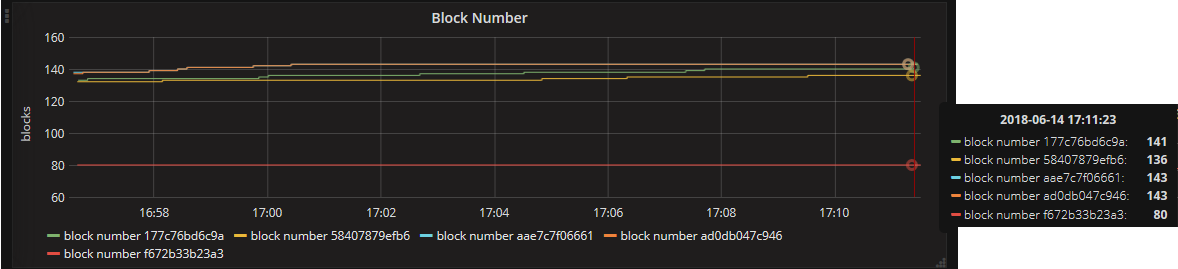 Block Number
160
140
120
100
80
60
blocks
16:58
17:00
17:02
17:04
17:06
17:08
17:10
block number 177c76bd6c9a
block number 58407879efb6
block number aae7c7f06661
block number ad0db047c946
block number f672b33b23a3
2018-06-14 17:11:23
block number 177c76bd6c9a: 141
block number 58407879efb6: 136
block number aae7c7f06661: 143
block number ad0db047c946: 143
block number f672b33b23a3: 80